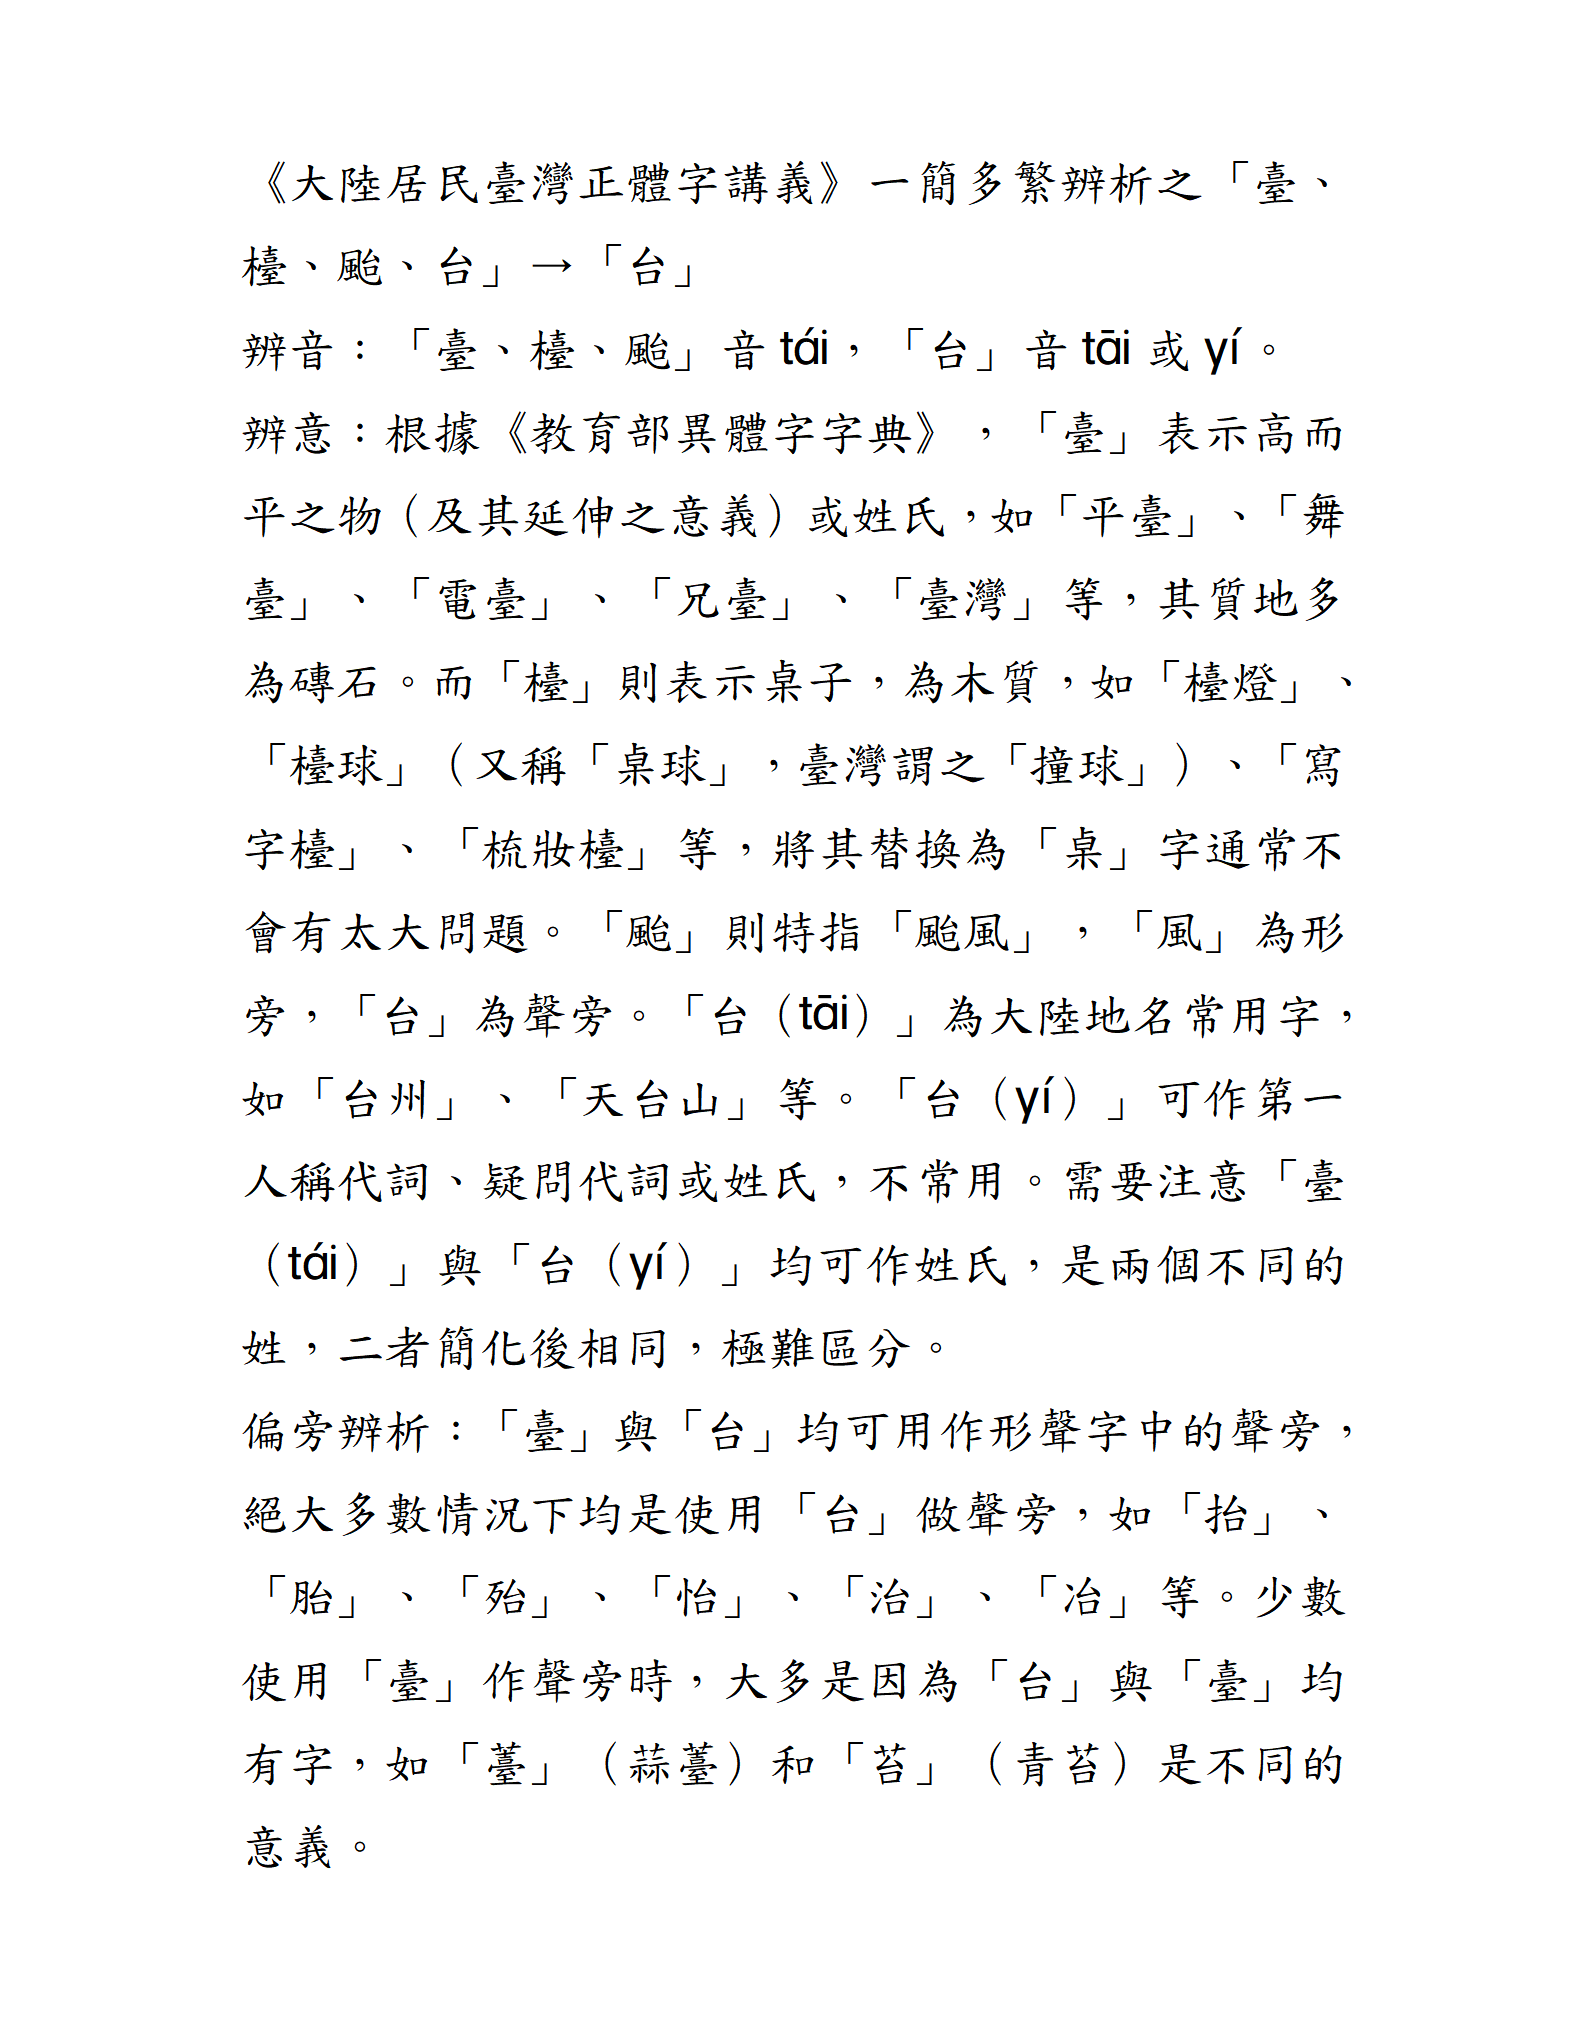 《大陸居民臺灣正體字講義》一簡多繁辨析之「臺、
檯、颱、台」→「台」
辨音：「臺、檯、颱」音 tái，「台」音 tāi 或 yí。
辨意：根據《教育部異體字字典》，「臺」表示高而
平之物（及其延伸之意義）或姓氏，如「平臺」、「舞
臺」、「電臺」、「兄臺」、「臺灣」等，其質地多
為磚石。而「檯」則表示桌子，為木質，如「檯燈」、
「檯球」（又稱「桌球」，臺灣謂之「撞球」）、「寫
字檯」、「梳妝檯」等，將其替換為「桌」字通常不
會有太大問題。「颱」則特指「颱風」，「風」為形
旁，「台」為聲旁。「台（tāi）」為大陸地名常用字，
如「台州」、「天台山」等。「台（yí）」可作第一
人稱代詞、疑問代詞或姓氏，不常用。需要注意「臺
（tái）」與「台（yí）」均可作姓氏，是兩個不同的
姓，二者簡化後相同，極難區分。
偏旁辨析：「臺」與「台」均可用作形聲字中的聲旁，
絕大多數情況下均是使用「台」做聲旁，如「抬」、
「胎」、「殆」、「怡」、「治」、「冶」等。少數
使用「臺」作聲旁時，大多是因為「台」與「臺」均
有字，如「薹」（蒜薹）和「苔」（青苔）是不同的
意義。